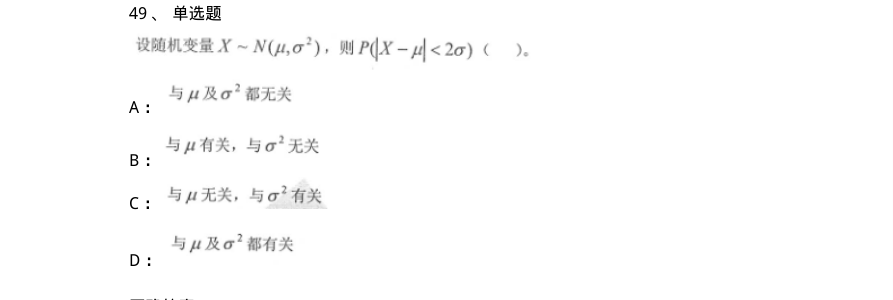 49、 单选题
设随机变量 X ~ N(μ,σ²)，则 P(|X − μ| < 2σ)（ ）。
A： 与 μ 及 σ² 都无关
B： 与 μ 有关，与 σ² 无关
C： 与 μ 无关，与 σ² 有关
D： 与 μ 及 σ² 都有关